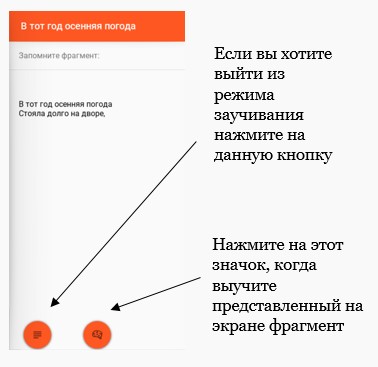 В тот год осенняя погода
Запомните фрагмент:
В тот год осенняя погода
Стояла долго на дворе,
Если вы хотите
выйти из
режима
заучивания
нажмите на
данную кнопку
Нажмите на этот
значок, когда
выучите
представленный на
экране фрагмент